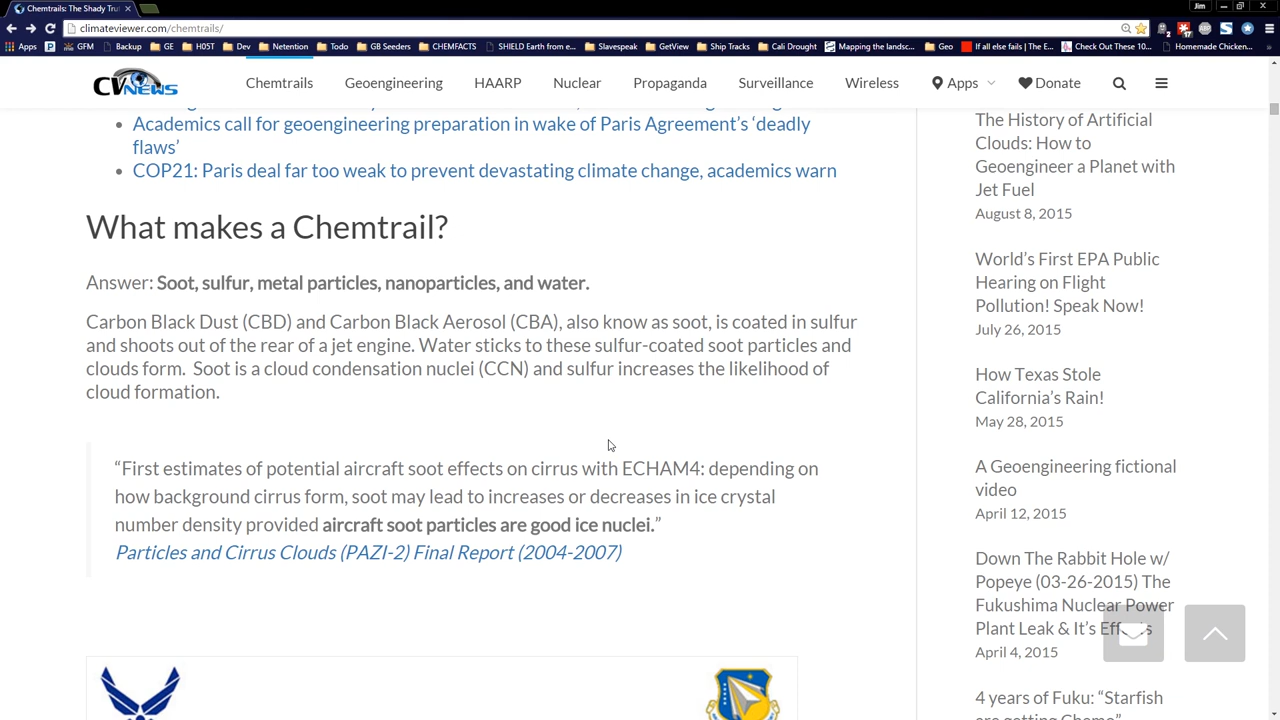 Chemtrails: The Shady Tru
Jim
climateviewer.com/chemtrails/
Apps
GFM
Backup
GE
H05T
Dev
Netention
Todo
GB Seeders
CHEMFACTS
SHIELD Earth from e...
Slavespeak
GetView
Ship Tracks
Cali Drought
Mapping the landsc...
Geo
If all else fails | The E...
Check Out These 10...
Homemade Chicken...
CV NEWS
Chemtrails
Geoengineering
HAARP
Nuclear
Propaganda
Surveillance
Wireless
Apps
Donate
Academics call for geoengineering preparation in wake of Paris Agreement’s ‘deadly
flaws’
COP21: Paris deal far too weak to prevent devastating climate change, academics warn
What makes a Chemtrail?
Answer: Soot, sulfur, metal particles, nanoparticles, and water.
Carbon Black Dust (CBD) and Carbon Black Aerosol (CBA), also know as soot, is coated in sulfur
and shoots out of the rear of a jet engine. Water sticks to these sulfur-coated soot particles and
clouds form.  Soot is a cloud condensation nuclei (CCN) and sulfur increases the likelihood of
cloud formation.
“First estimates of potential aircraft soot effects on cirrus with ECHAM4: depending on
how background cirrus form, soot may lead to increases or decreases in ice crystal
number density provided aircraft soot particles are good ice nuclei.”
Particles and Cirrus Clouds (PAZI-2) Final Report (2004-2007)
The History of Artificial
Clouds: How to
Geoengineer a Planet with
Jet Fuel
August 8, 2015
World’s First EPA Public
Hearing on Flight
Pollution! Speak Now!
July 26, 2015
How Texas Stole
California’s Rain!
May 28, 2015
A Geoengineering fictional
video
April 12, 2015
Down The Rabbit Hole w/
Popeye (03-26-2015) The
Fukushima Nuclear Power
Plant Leak & It’s Effects
April 4, 2015
4 years of Fuku: “Starfish
are getting Chemo”